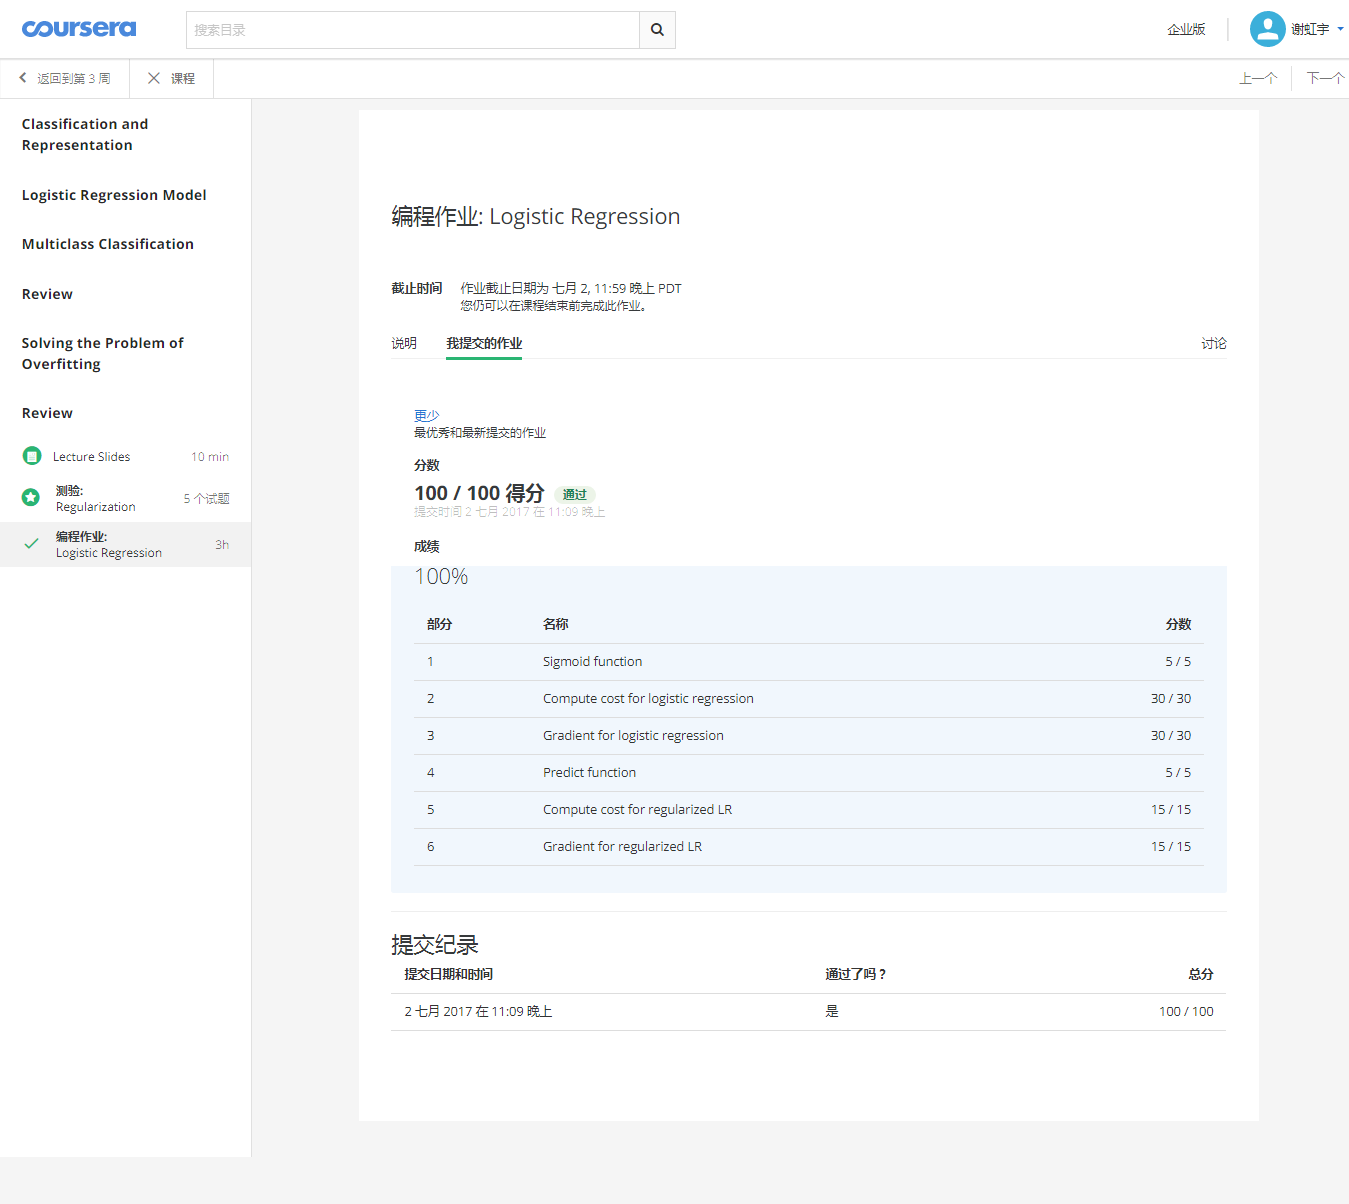 coursera
搜索目录
企业版
谢虹宇
返回到第 3 周
课程
上一个
下一个
Classification and
Representation
Logistic Regression Model
Multiclass Classification
Review
Solving the Problem of
Overfitting
Review
Lecture Slides
10 min
测验:
Regularization
5 个试题
编程作业:
Logistic Regression
3h
编程作业: Logistic Regression
截止时间
作业截止日期为 七月 2, 11:59 晚上 PDT
您仍可以在课程结束前完成此作业。
说明
我提交的作业
讨论
更少
最优秀和最新提交的作业
分数
100 / 100 得分 通过
提交时间 2 七月 2017 在 11:09 晚上
成绩
100%
部分 名称 分数
1 Sigmoid function 5 / 5
2 Compute cost for logistic regression 30 / 30
3 Gradient for logistic regression 30 / 30
4 Predict function 5 / 5
5 Compute cost for regularized LR 15 / 15
6 Gradient for regularized LR 15 / 15
提交纪录
提交日期和时间 通过了吗？ 总分
2 七月 2017 在 11:09 晚上 是 100 / 100